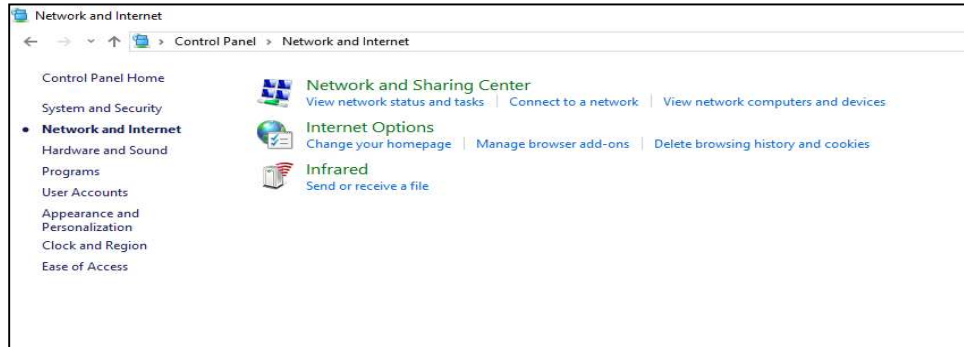 Network and Internet
Control Panel > Network and Internet
Control Panel Home
System and Security
Network and Internet
Hardware and Sound
Programs
User Accounts
Appearance and
Personalization
Clock and Region
Ease of Access
Network and Sharing Center
View network status and tasks | Connect to a network | View network computers and devices
Internet Options
Change your homepage | Manage browser add-ons | Delete browsing history and cookies
Infrared
Send or receive a file